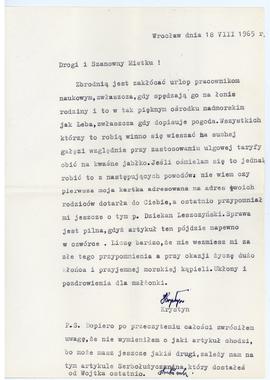 Wrocław dnia 18 VIII 1965 r.
Drogi i Szanowny Mietku !
Zbrodnią jest zakłócać urlop pracownikom
naukowym,zwłaszcza,gdy spędzają go na łonie
rodziny i to w tak pięknym ośrodku nadmorskim
jak Łeba,zwłaszcza gdy dopisuje pogoda.Wszystkich
którzy to robią winno się wieszać na suchej
gałęzi względnie przy zastosowaniu ulgowej taryfy
obić na kwaśne jabłko.Jeśli ośmielam się to jednak
robić to z następujących powodów: nie wiem czy
pierwsza moja kartka adresowana na adres twoich
rodziców dotarła do Ciebie,a ostatnio przypomniał
mi jeszcze o tym p. Dziekan Leszczyński.Sprawa
jest pilna,gdyż artykuł ten pójdzie napewno
w czwórce . Liczę bardzo,że nie weźmiesz mi za
złe tego przypomnienia a przy okazji życzę dużo
słońca i przyjemnej morskiej kąpieli.Ukłony i
pozdrowienia dla małżonki.
Krystyn
P.S. Dopiero po przeczytaniu całości zwróciłem
uwagę,że nie wymieniłem o jaki artykuł chodzi,
bo może masz jeszcze jakiś drugi,zależy nam na
tym artykule Serbołużyczanina,który dostałeś
od Wojtka ostatnio.